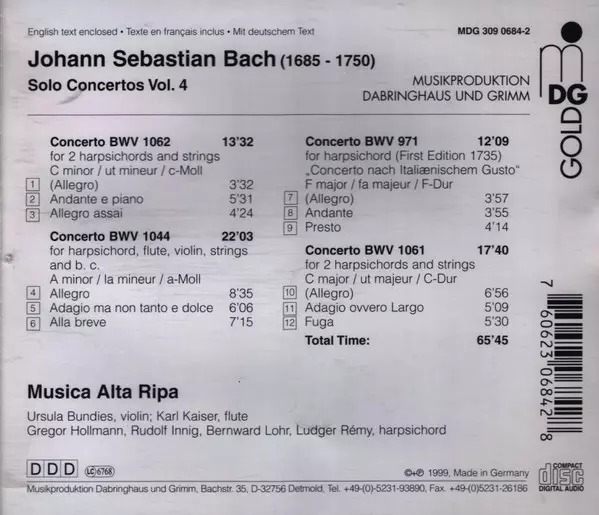 English text enclosed • Texte en français inclus • Mit deutschem Text
MDG 309 0684-2
Johann Sebastian Bach (1685 - 1750)
Solo Concertos Vol. 4
MUSIKPRODUKTION
DABRINGHAUS UND GRIMM
mDG
GOLD
Concerto BWV 1062 13'32
for 2 harpsichords and strings
C minor / ut mineur / c-Moll
1 (Allegro) 3'32
2 Andante e piano 5'31
3 Allegro assai 4'24
Concerto BWV 1044 22'03
for harpsichord, flute, violin, strings
and b. c.
A minor / la mineur / a-Moll
4 Allegro 8'35
5 Adagio ma non tanto e dolce 6'06
6 Alla breve 7'15
Concerto BWV 971 12'09
for harpsichord (First Edition 1735)
„Concerto nach Italiænischem Gusto"
F major / fa majeur / F-Dur
7 (Allegro) 3'57
8 Andante 3'55
9 Presto 4'14
Concerto BWV 1061 17'40
for 2 harpsichords and strings
C major / ut majeur / C-Dur
10 (Allegro) 6'56
11 Adagio ovvero Largo 5'09
12 Fuga 5'30
Total Time: 65'45
7 60623 06842 8
Musica Alta Ripa
Ursula Bundies, violin; Karl Kaiser, flute
Gregor Hollmann, Rudolf Innig, Bernward Lohr, Ludger Rémy, harpsichord
DDD LC 6768
©+℗ 1999, Made in Germany
COMPACT
disc
DIGITAL AUDIO
Musikproduktion Dabringhaus und Grimm, Bachstr. 35, D-32756 Detmold, Tel. +49-(0)-5231-93890, Fax. +49-(0)-5231-26186